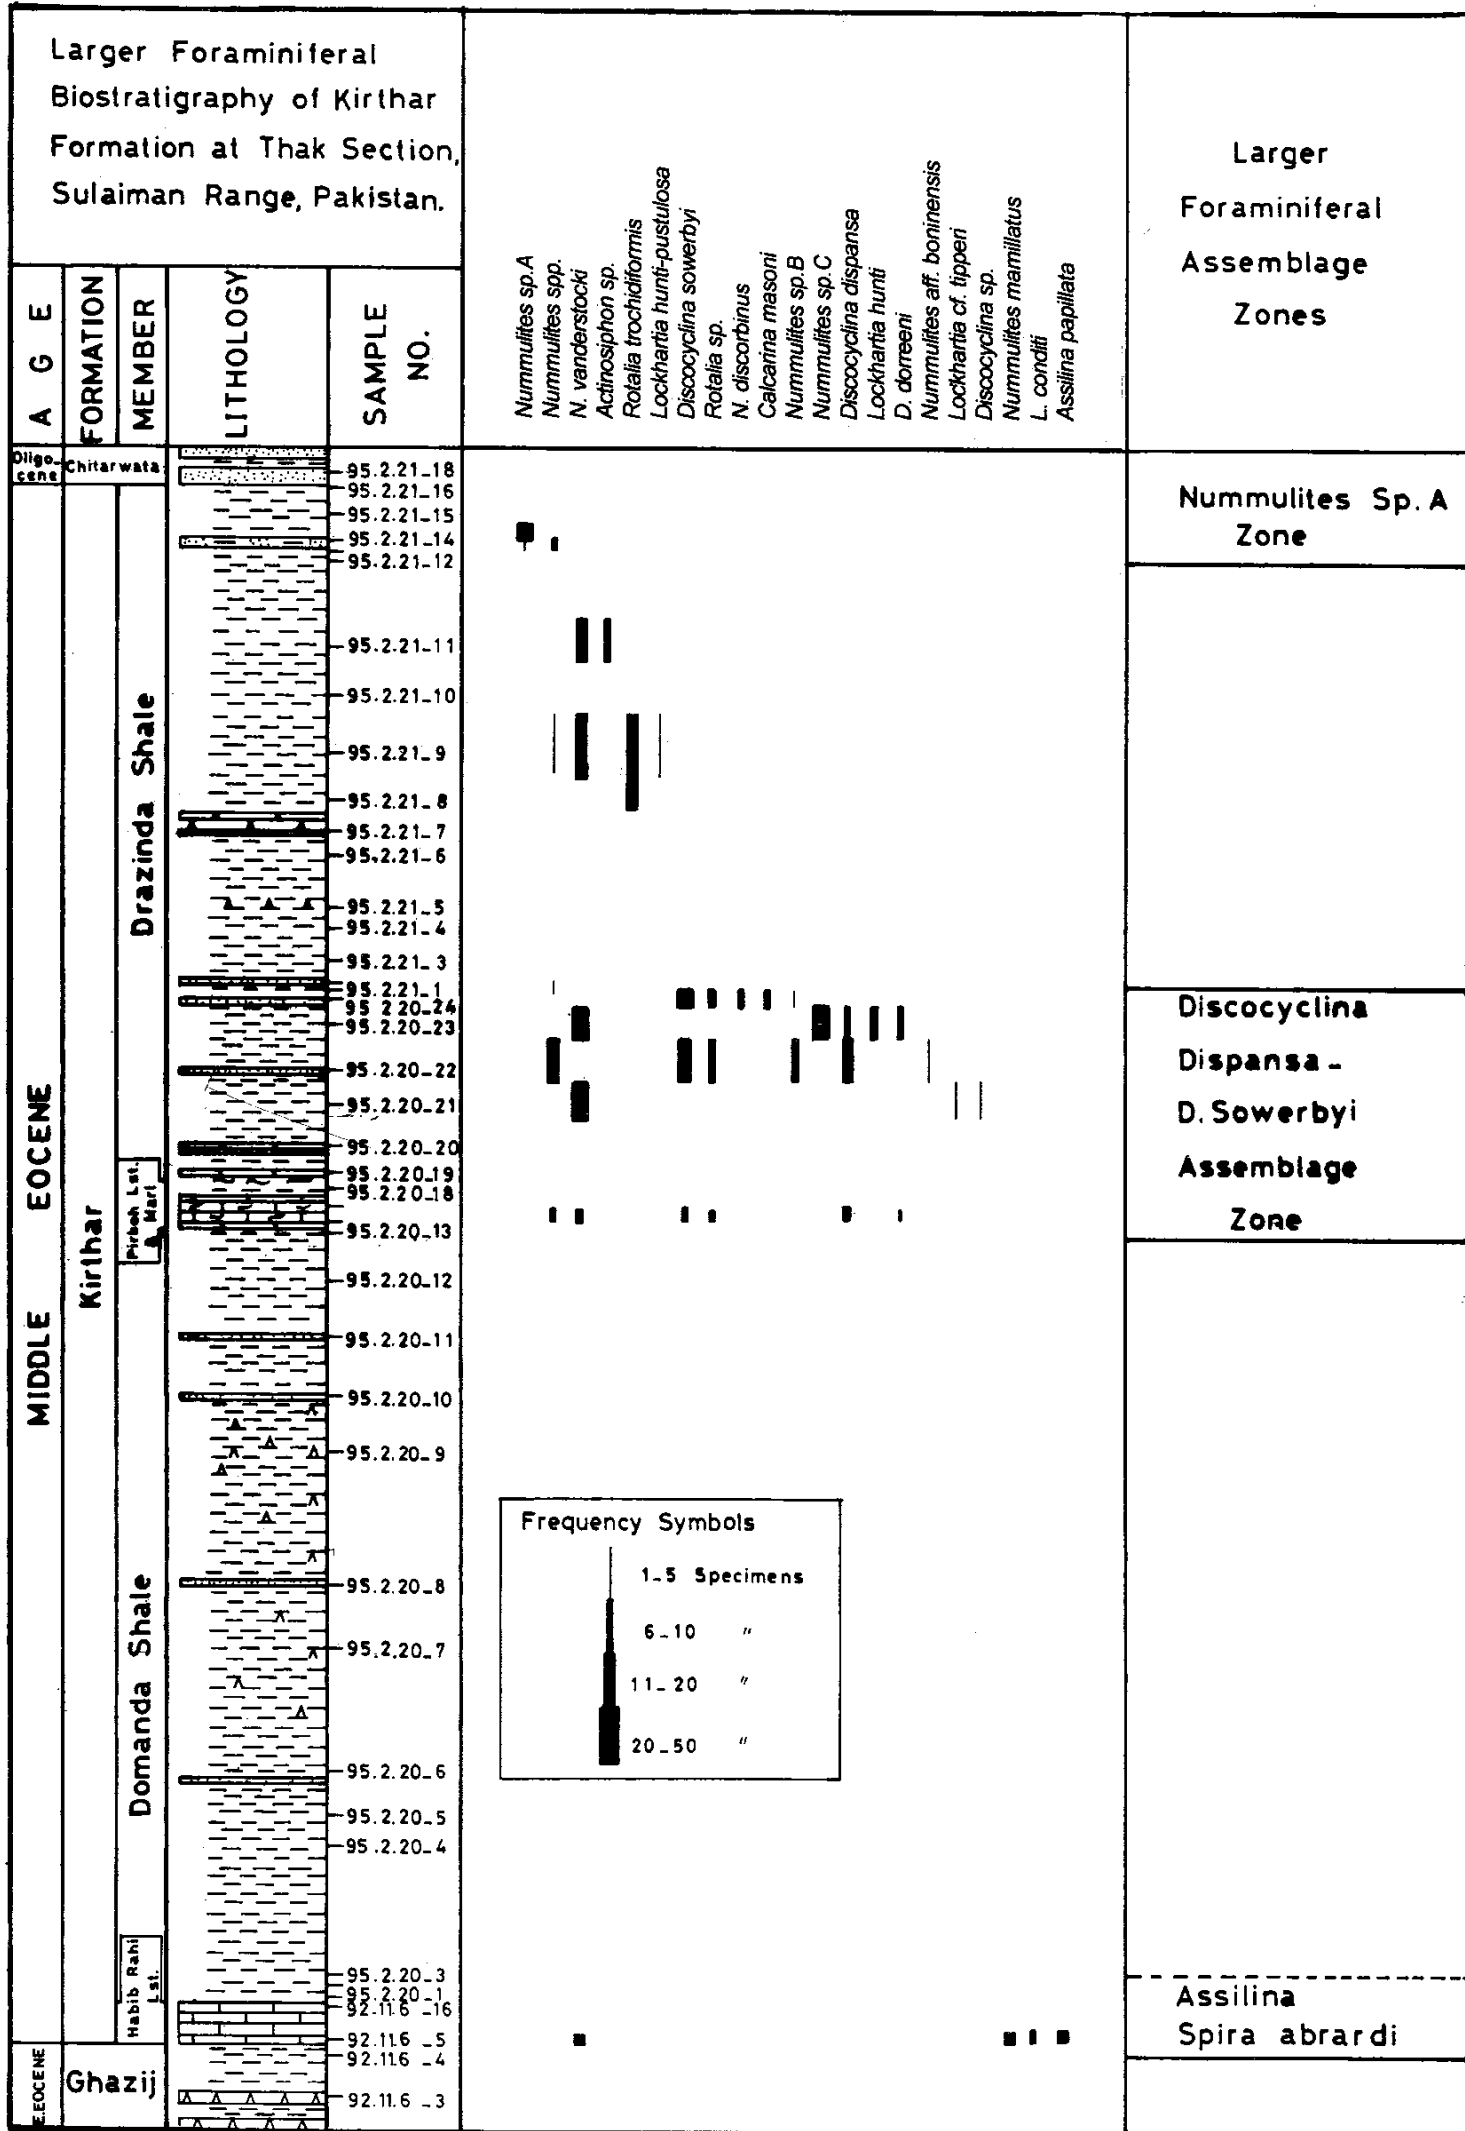 Larger Foraminiferal
Biostratigraphy of Kirthar
Formation at Thak Section,
Sulaiman Range, Pakistan.
AGE
FORMATION
MEMBER
LITHOLOGY
SAMPLE
NO.
Nummulites sp.A
Nummulites spp.
N. vanderstocki
Actinosiphon sp.
Rotalia trochidiformis
Lockhartia hunti-pustulosa
Discocyclina sowerbyi
Rotalia sp.
N. discorbinus
Calcarina masoni
Nummulites sp.B
Nummulites sp.C
Discocyclina dispansa
Lockhartia hunti
D. dorreeni
Nummulites aff. boninensis
Lockhartia cf. tipperi
Discocyclina sp.
Nummulites mamillatus
L. conditi
Assilina papillata
Larger
Foraminiferal
Assemblage
Zones
Oligo-
cene
Chitarwata
MIDDLE EOCENE
E.EOCENE
Kirthar
Ghazij
Drazinda Shale
Pirkoh Lst.
& Marl
Domanda Shale
Habib Rahi
Lst.
95.2.21-18
95.2.21-16
95.2.21-15
95.2.21-14
95.2.21-12
95.2.21-11
95.2.21-10
95.2.21-9
95.2.21-8
95.2.21-7
95.2.21-6
95.2.21-5
95.2.21-4
95.2.21-3
95.2.21-1
95 2 20-24
95.2.20-23
95.2.20-22
95.2.20-21
95.2.20-20
95.2.20-19
95.2.20-18
95.2.20-13
95.2.20-12
95.2.20-11
95.2.20-10
95.2.20-9
95.2.20-8
95.2.20-7
95.2.20-6
95.2.20-5
95.2.20-4
95.2.20-3
95.2.20-1
92.11.6 -16
92.11.6 -5
92.11.6 -4
92.11.6 -3
Frequency Symbols
1-5 Specimens
6-10 "
11-20 "
20-50 "
Nummulites Sp. A
Zone
Discocyclina
Dispansa -
D. Sowerbyi
Assemblage
Zone
Assilina
Spira abrardi